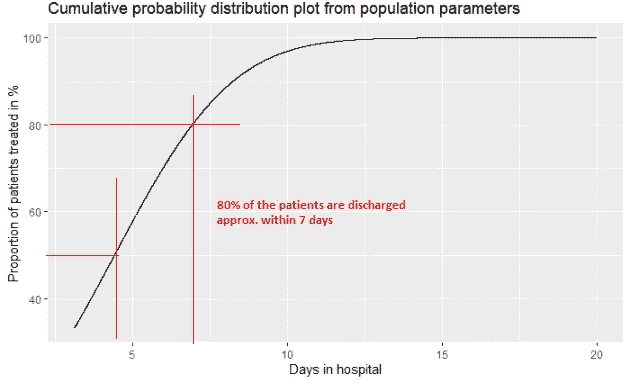 Cumulative probability distribution plot from population parameters
100
80
60
40
Proportion of patients treated in %
80% of the patients are discharged
approx. within 7 days
5
10
15
20
Days in hospital